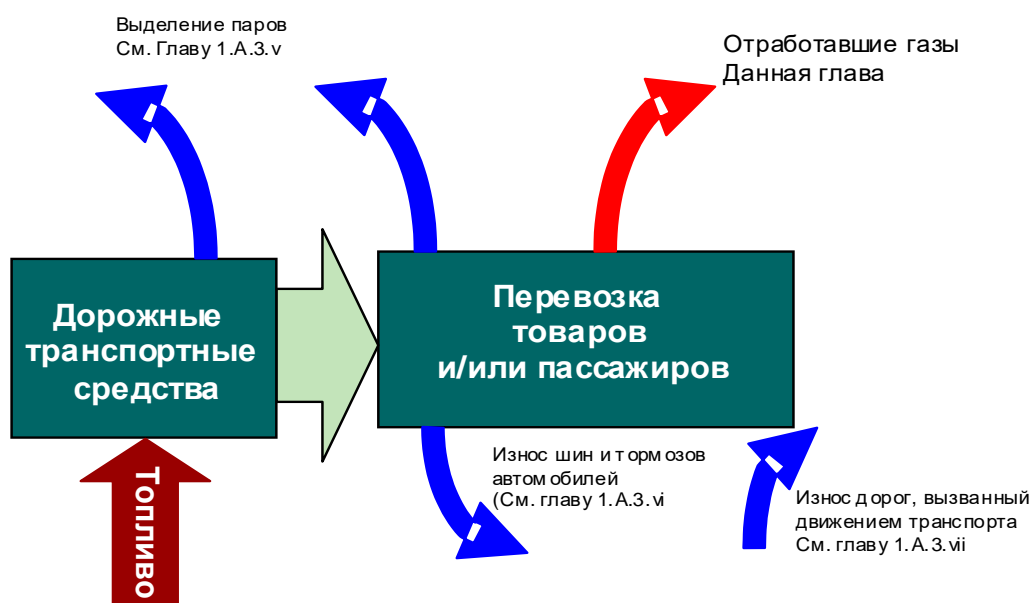 Выделение паров
См. Главу 1.A.3.v
Отработавшие газы
Данная глава
Дорожные
транспортные
средства
Перевозка
товаров
и/или пассажиров
Топливо
Износ шин и тормозов
автомобилей
(См. главу 1.A.3.vi
Износ дорог, вызванный
движением транспорта
См. главу 1.A.3.vii